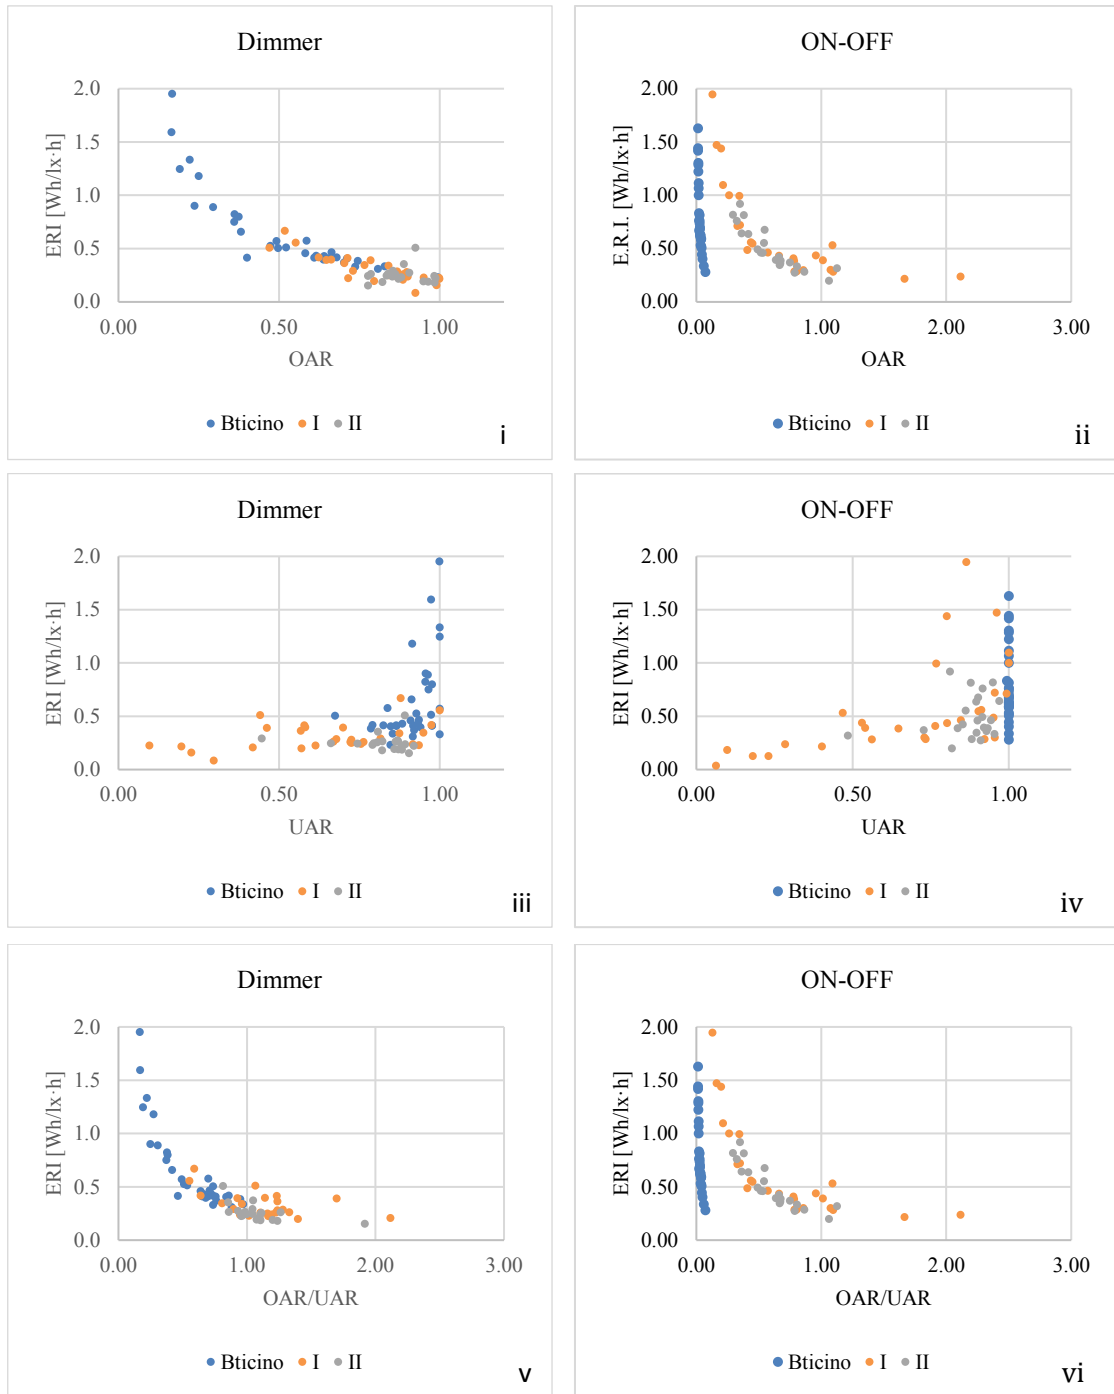 Dimmer
ERI [Wh/lx·h]
2.0
1.5
1.0
0.5
0.0
0.00 0.50 1.00
OAR
Bticino I II
i
ON-OFF
E.R.I. [Wh/lx·h]
2.00
1.50
1.00
0.50
0.00
0.00 1.00 2.00 3.00
OAR
Bticino I II
ii
Dimmer
ERI [Wh/lx·h]
2.0
1.5
1.0
0.5
0.0
0.00 0.50 1.00
UAR
Bticino I II
iii
ON-OFF
ERI [Wh/lx·h]
2.0
1.5
1.0
0.5
0.0
0.00 0.50 1.00
UAR
Bticino I II
iv
Dimmer
ERI [Wh/lx·h]
2.0
1.5
1.0
0.5
0.0
0.00 1.00 2.00 3.00
OAR/UAR
Bticino I II
v
ON-OFF
ERI [Wh/lx·h]
2.00
1.50
1.00
0.50
0.00
0.00 1.00 2.00 3.00
OAR/UAR
Bticino I II
vi